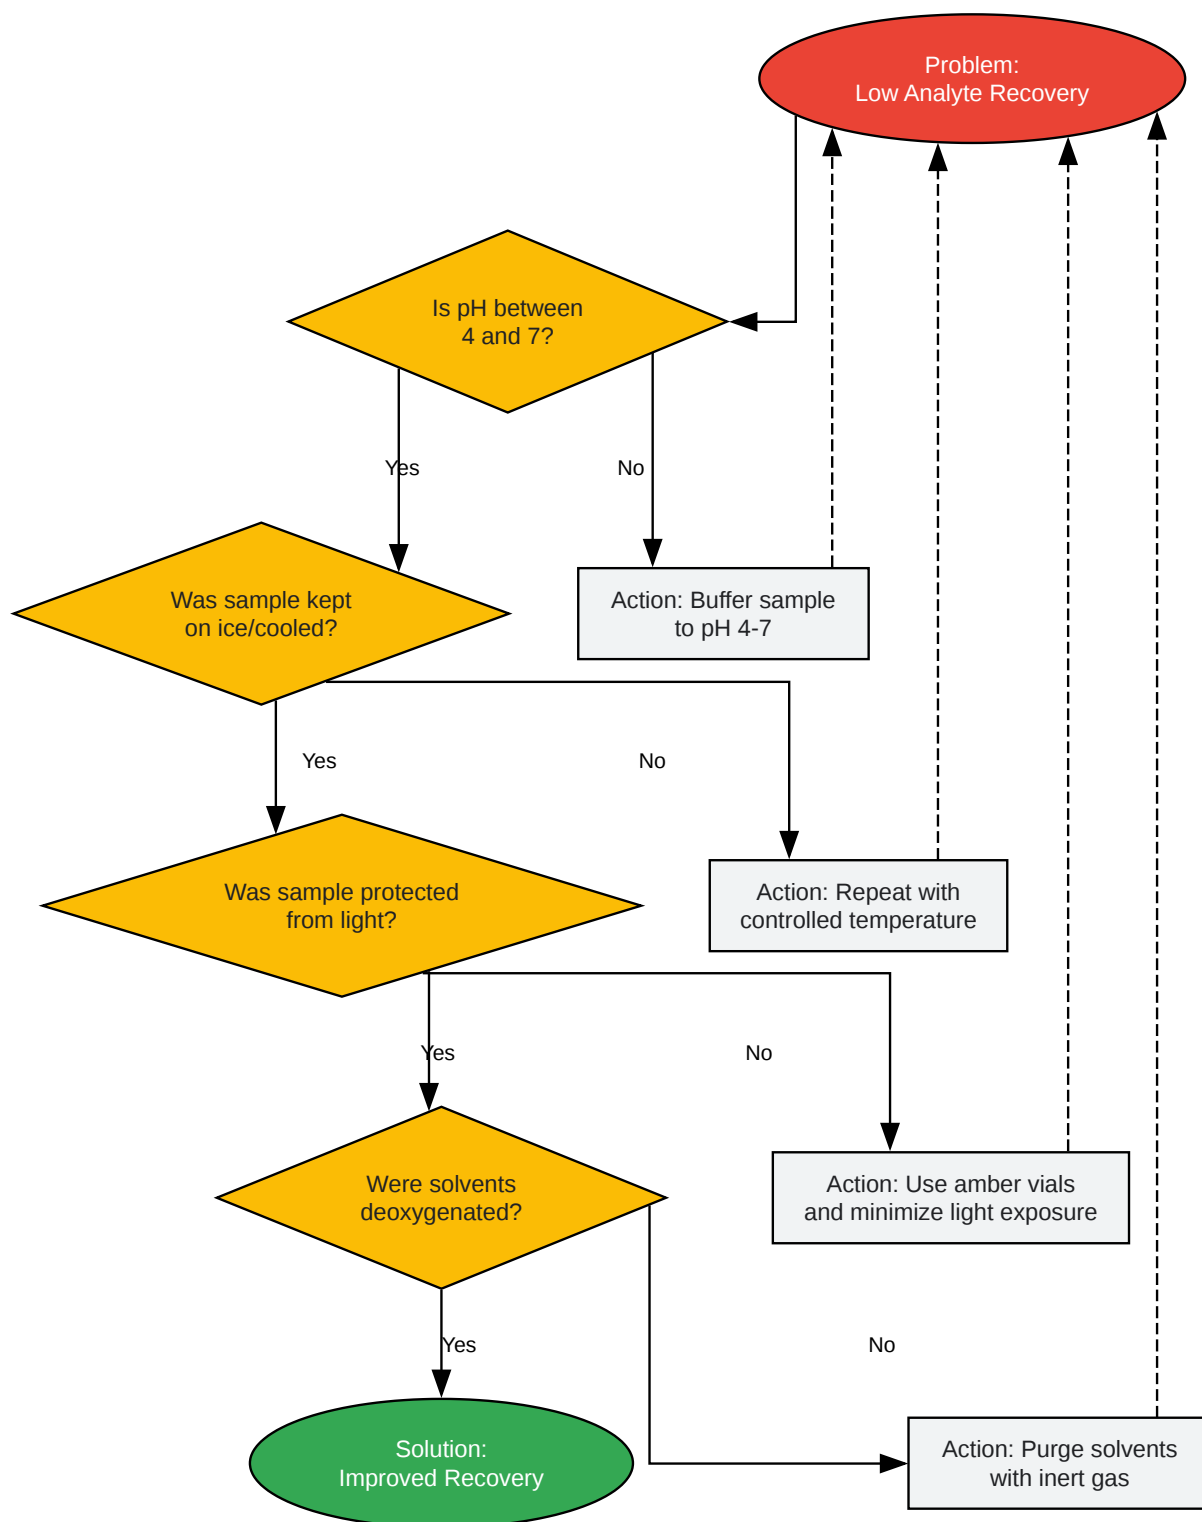 Problem:
Low Analyte Recovery
Is pH between
4 and 7?
Yes
No
Was sample kept
on ice/cooled?
Action: Buffer sample
to pH 4-7
Yes
No
Was sample protected
from light?
Action: Repeat with
controlled temperature
Yes
No
Were solvents
deoxygenated?
Action: Use amber vials
and minimize light exposure
Yes
No
Solution:
Improved Recovery
Action: Purge solvents
with inert gas